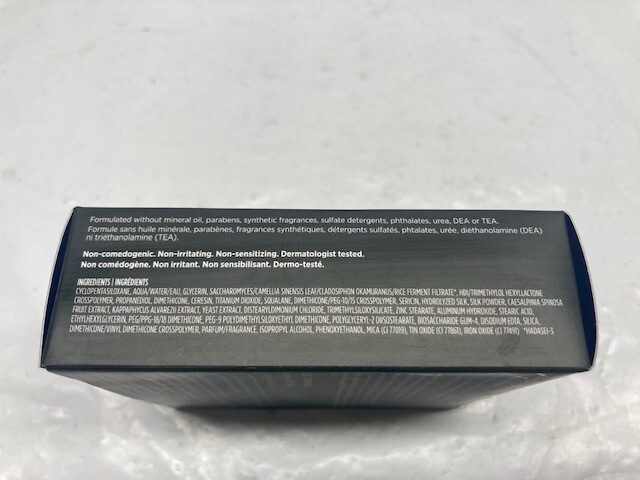 Formulated without mineral oil, parabens, synthetic fragrances, sulfate detergents, phthalates, urea, DEA or TEA.
Formule sans huile minérale, parabènes, fragrances synthétiques, détergents sulfatés, phtalates, urée, diéthanolamine (DEA)
ni triéthanolamine (TEA).
Non-comedogenic. Non-irritating. Non-sensitizing. Dermatologist tested.
Non comédogène. Non irritant. Non sensibilisant. Dermo-testé.
INGREDIENTS | INGRÉDIENTS
CYCLOPENTASILOXANE, AQUA/WATER/EAU, GLYCERIN, SACCHAROMYCES/CAMELLIA SINENSIS LEAF/CLADOSIPHON OKAMURANUS/RICE FERMENT FILTRATE*, HDI/TRIMETHYLOL HEXYLLACTONE
CROSSPOLYMER, PROPANEDIOL, DIMETHICONE, CERESIN, TITANIUM DIOXIDE, SQUALANE, DIMETHICONE/PEG-10/15 CROSSPOLYMER, SERICIN, HYDROLYZED SILK, SILK POWDER, CAESALPINIA SPINOSA
FRUIT EXTRACT, KAPPAPHYCUS ALVAREZII EXTRACT, YEAST EXTRACT, DISTEARYLDIMONIUM CHLORIDE, TRIMETHYLSILOXYSILICATE, ZINC STEARATE, ALUMINUM HYDROXIDE, STEARIC ACID,
ETHYLHEXYLGLYCERIN, PEG/PPG-18/18 DIMETHICONE, PEG-9 POLYDIMETHYLSILOXYETHYL DIMETHICONE, POLYGLYCERYL-2 DIISOSTEARATE, BIOSACCHARIDE GUM-4, DISODIUM EDTA, SILICA,
DIMETHICONE/VINYL DIMETHICONE CROSSPOLYMER, PARFUM/FRAGRANCE, ISOPROPYL ALCOHOL, PHENOXYETHANOL, MICA (CI 77019), TIN OXIDE (CI 77861), IRON OXIDE (CI 77491) *HADASEI-3